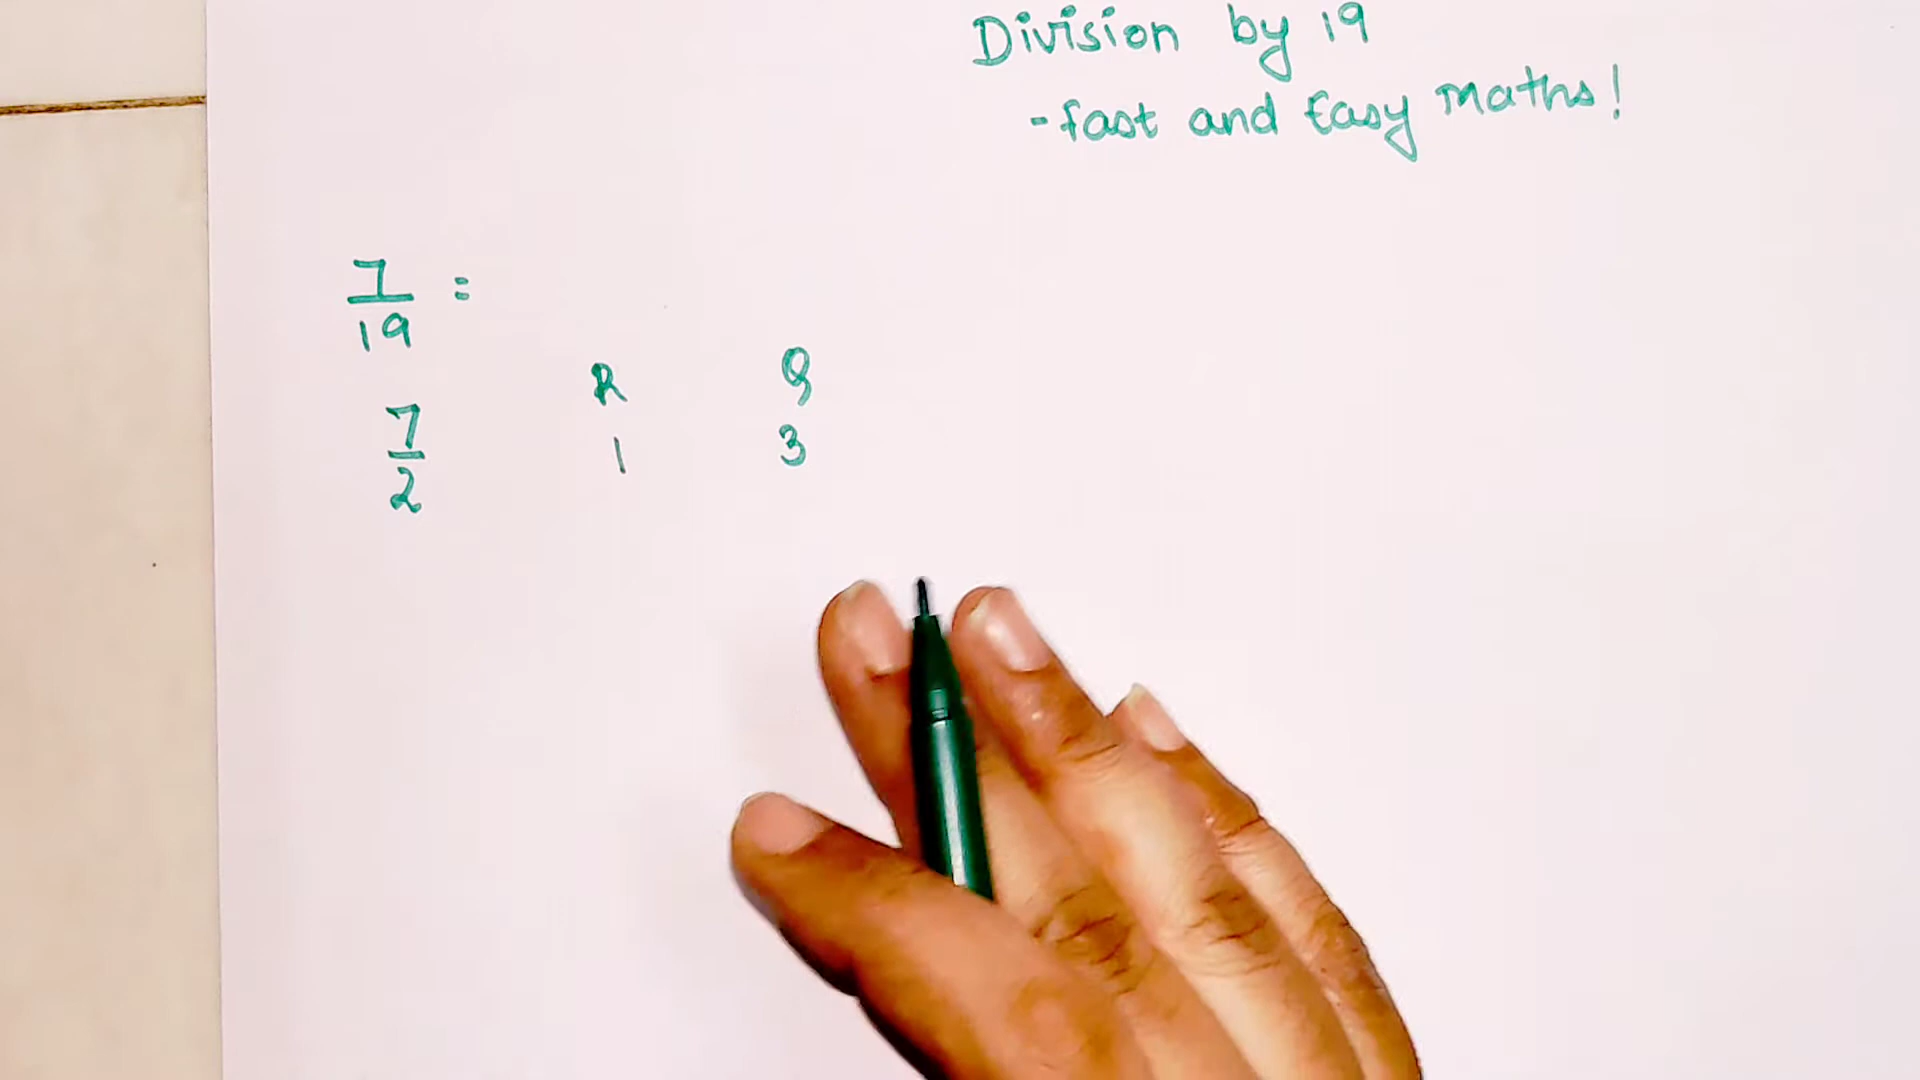 Division by 19
-fast and Easy maths!
7
19
=
R Q
7
2
1 3